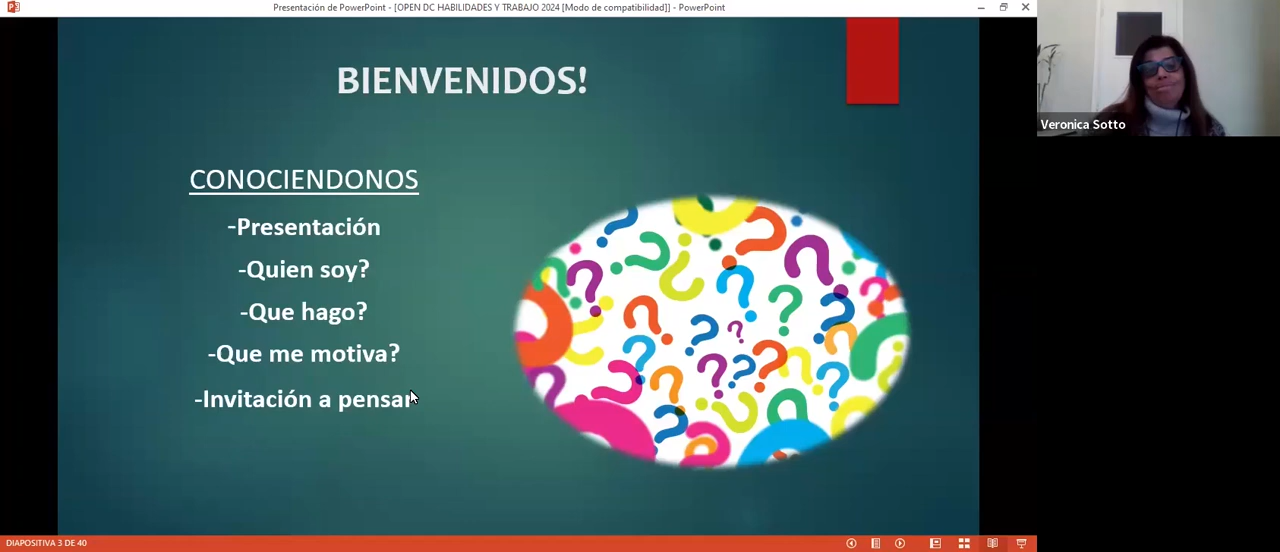 Presentación de PowerPoint - [OPEN DC HABILIDADES Y TRABAJO 2024 [Modo de compatibilidad]] - PowerPoint
BIENVENIDOS!
CONOCIENDONOS
-Presentación
-Quien soy?
-Que hago?
-Que me motiva?
-Invitación a pensar
Veronica Sotto
DIAPOSITIVA 3 DE 40